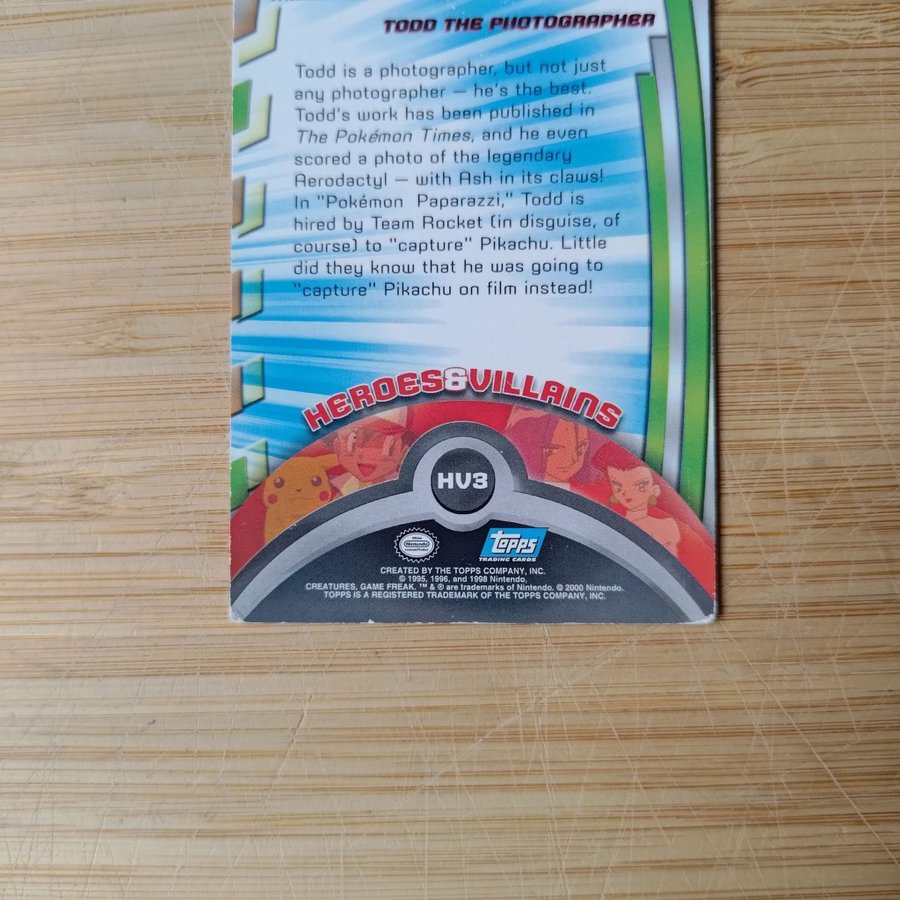 TODD THE PHOTOGRAPHER
Todd is a photographer, but not just
any photographer — he's the best.
Todd's work has been published in
The Pokémon Times, and he even
scored a photo of the legendary
Aerodactyl — with Ash in its claws!
In "Pokémon Paparazzi," Todd is
hired by Team Rocket (in disguise, of
course) to "capture" Pikachu. Little
did they know that he was going to
"capture" Pikachu on film instead!
HEROES&VILLAINS
HV3
Nintendo
topps
TRADING CARDS
CREATED BY THE TOPPS COMPANY, INC.
© 1995, 1996, and 1998 Nintendo,
CREATURES, GAME FREAK. ™ & ® are trademarks of Nintendo. © 2000 Nintendo.
TOPPS IS A REGISTERED TRADEMARK OF THE TOPPS COMPANY, INC.